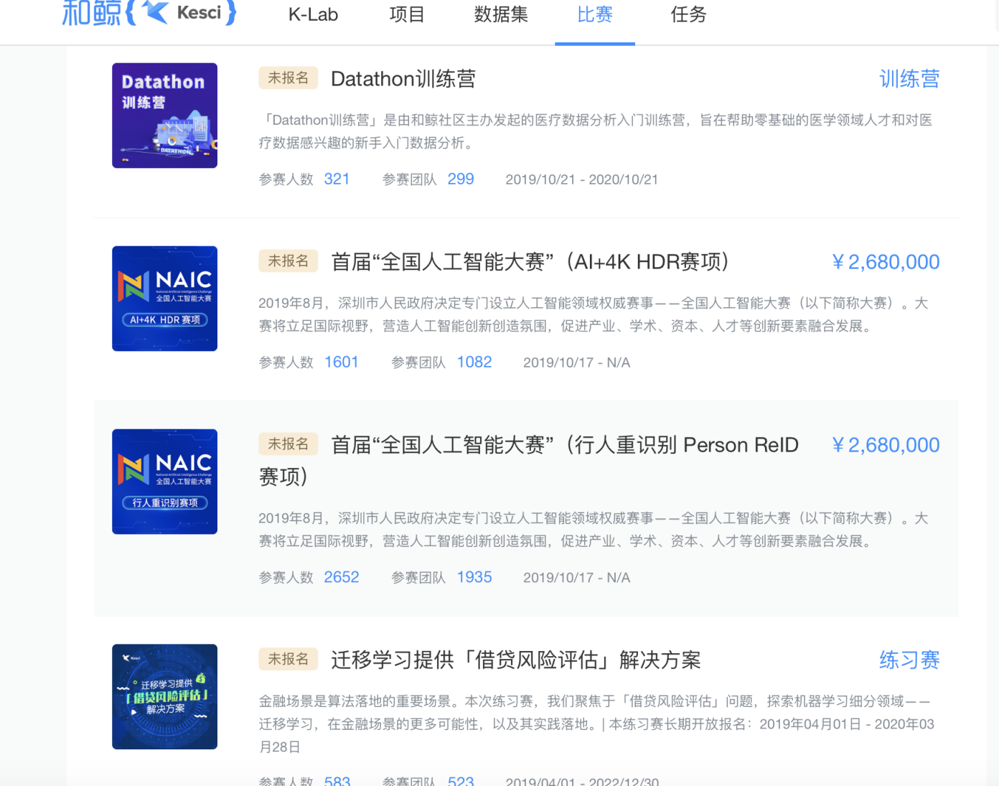 和鲸{ Kesci }
K-Lab 项目 数据集 比赛 任务
Datathon
训练营
DATATHON
未报名 Datathon训练营 训练营
「Datathon训练营」是由和鲸社区主办发起的医疗数据分析入门训练营，旨在帮助零基础的医学领域人才和对医
疗数据感兴趣的新手入门数据分析。
参赛人数 321 参赛团队 299 2019/10/21 - 2020/10/21
NAIC
National Artificial Intelligence Challenge
全国人工智能大赛
AI+4K HDR 赛项
未报名 首届“全国人工智能大赛”（AI+4K HDR赛项） ￥2,680,000
2019年8月，深圳市人民政府决定专门设立人工智能领域权威赛事——全国人工智能大赛（以下简称大赛）。大
赛将立足国际视野，营造人工智能创新创造氛围，促进产业、学术、资本、人才等创新要素融合发展。
参赛人数 1601 参赛团队 1082 2019/10/17 - N/A
NAIC
National Artificial Intelligence Challenge
全国人工智能大赛
行人重识别赛项
未报名 首届“全国人工智能大赛”（行人重识别 Person ReID ￥2,680,000
赛项）
2019年8月，深圳市人民政府决定专门设立人工智能领域权威赛事——全国人工智能大赛（以下简称大赛）。大
赛将立足国际视野，营造人工智能创新创造氛围，促进产业、学术、资本、人才等创新要素融合发展。
参赛人数 2652 参赛团队 1935 2019/10/17 - N/A
Kesci
迁移学习提供
「借贷风险评估」
解决方案
未报名 迁移学习提供「借贷风险评估」解决方案 练习赛
金融场景是算法落地的重要场景。本次练习赛，我们聚焦于「借贷风险评估」问题，探索机器学习细分领域——
迁移学习，在金融场景的更多可能性，以及其实践落地。| 本练习赛长期开放报名：2019年04月01日 - 2020年03
月28日
参赛人数 583 参赛团队 523 2019/04/01 - 2022/12/30